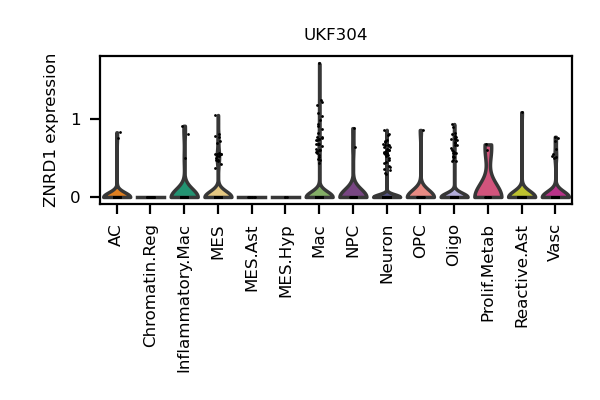 UKF304
ZNRD1 expression
1
0
AC
Chromatin.Reg
Inflammatory.Mac
MES
MES.Ast
MES.Hyp
Mac
NPC
Neuron
OPC
Oligo
Prolif.Metab
Reactive.Ast
Vasc